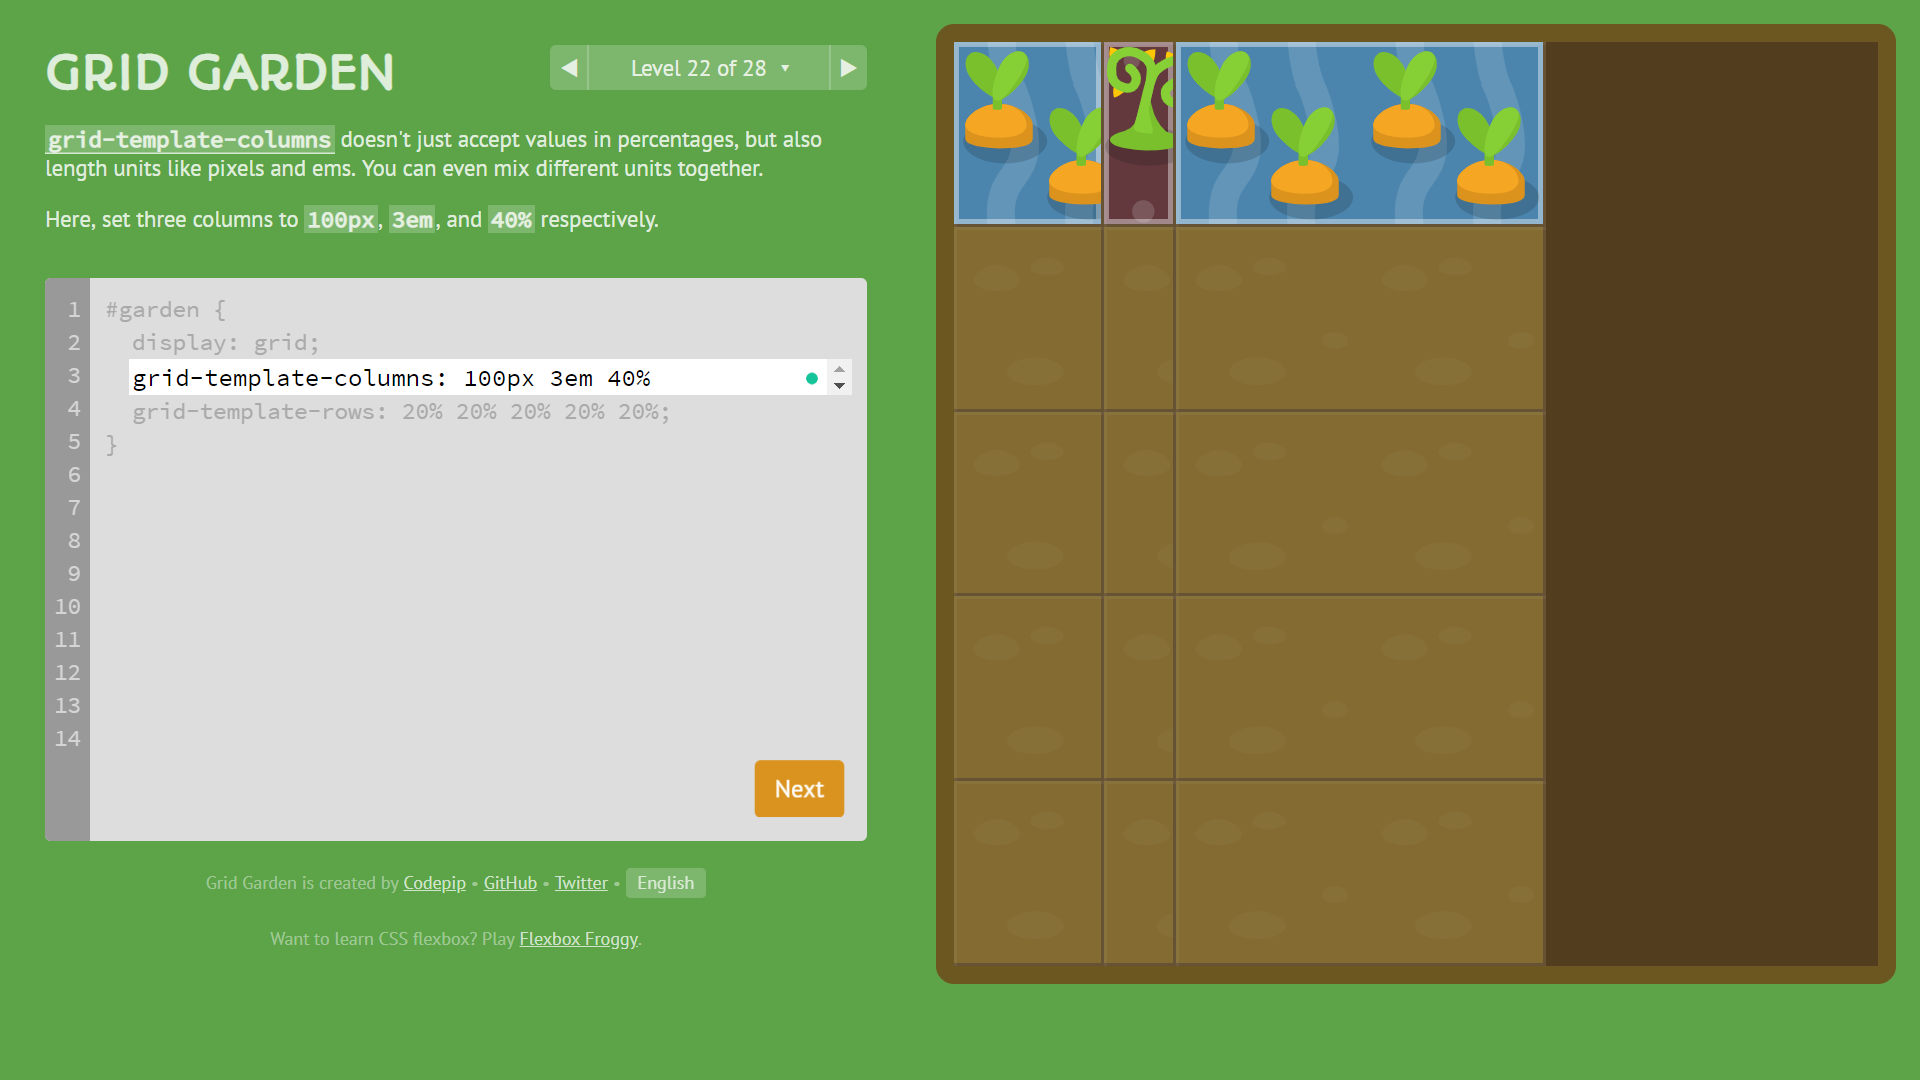 GRID GARDEN
◀ Level 22 of 28 ▼ ▶
grid-template-columns doesn't just accept values in percentages, but also
length units like pixels and ems. You can even mix different units together.
Here, set three columns to 100px, 3em, and 40% respectively.
1 #garden {
2 display: grid;
3 grid-template-columns: 100px 3em 40%
4 grid-template-rows: 20% 20% 20% 20% 20%;
5 }
6
7
8
9
10
11
12
13
14
Next
Grid Garden is created by Codepip • GitHub • Twitter • English
Want to learn CSS flexbox? Play Flexbox Froggy.